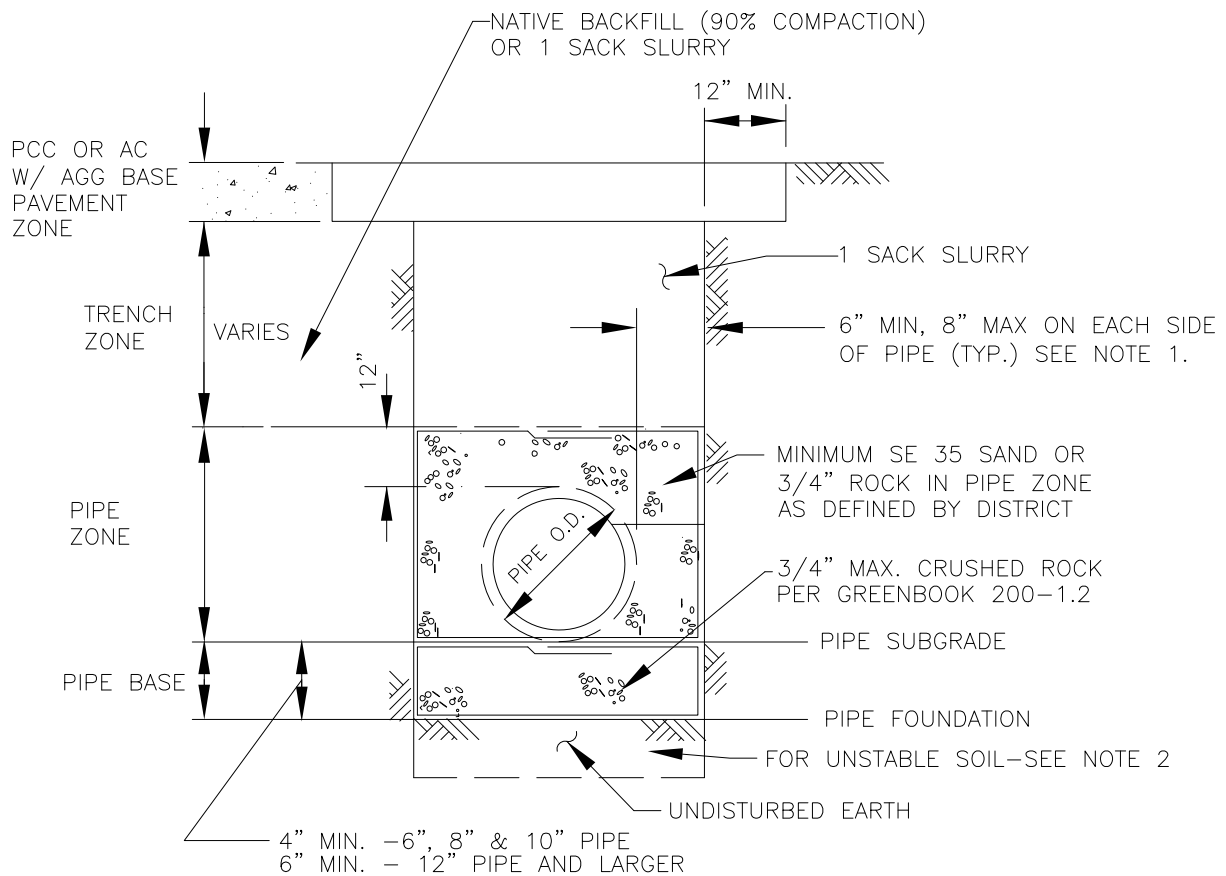 NATIVE BACKFILL (90% COMPACTION)
OR 1 SACK SLURRY
12” MIN.
PCC OR AC
W/ AGG BASE
PAVEMENT
ZONE
1 SACK SLURRY
TRENCH
ZONE
VARIES
6” MIN, 8” MAX ON EACH SIDE
OF PIPE (TYP.) SEE NOTE 1.
12”
MINIMUM SE 35 SAND OR
3/4” ROCK IN PIPE ZONE
AS DEFINED BY DISTRICT
PIPE
ZONE
PIPE O.D.
3/4” MAX. CRUSHED ROCK
PER GREENBOOK 200-1.2
PIPE SUBGRADE
PIPE BASE
PIPE FOUNDATION
FOR UNSTABLE SOIL-SEE NOTE 2
UNDISTURBED EARTH
4” MIN. -6”, 8” & 10” PIPE
6” MIN. - 12” PIPE AND LARGER